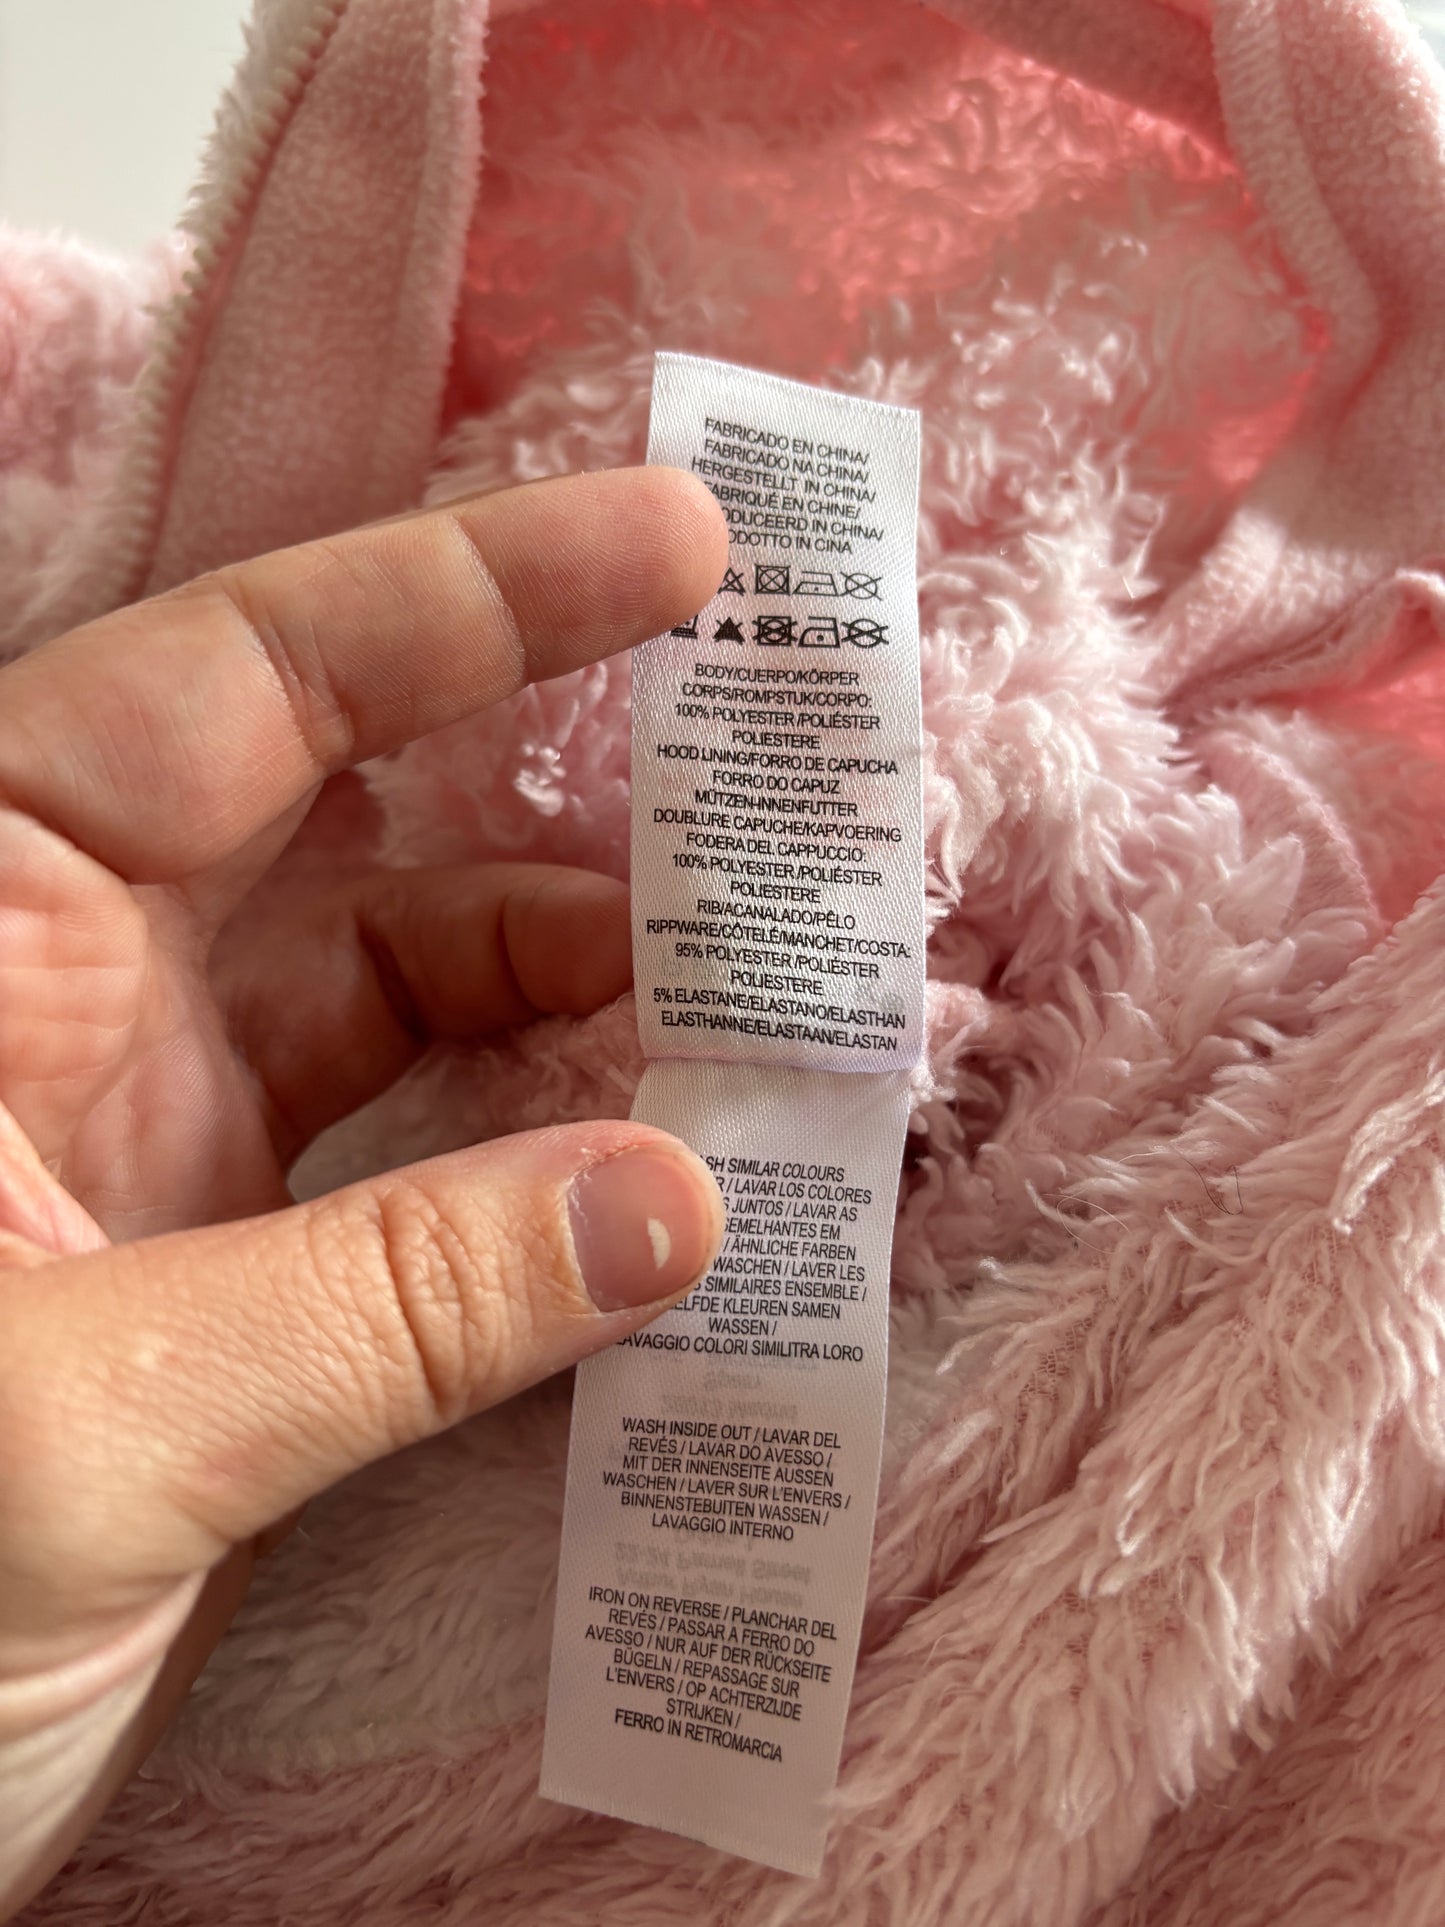 FABRICADO EN CHINA/
FABRICADO NA CHINA/
HERGESTELLT IN CHINA/
FABRIQUÉ EN CHINE/
IN CHINA/
IN CINA
BODY/CUERPO/KÖRPER
CORPS/ROMPSTUK/CORPO:
100% POLYESTER /POLIÉSTER
POLIESTERE
HOOD LINING/FORRO DE CAPUCHA
FORRO DO CAPUZ
MÜTZEN-INNENFUTTER
DOUBLURE CAPUCHE/KAPVOERING
FODERA DEL CAPPUCCIO:
100% POLYESTER /POLIÉSTER
POLIESTERE
RIB/ACANALADO/PÊLO
RIPPWARE/CÔTELÉ/MANCHET/COSTA:
95% POLYESTER /POLIÉSTER
POLIESTERE
5% ELASTANE/ELASTANO/ELASTHAN
ELASTHANNE/ELASTAAN/ELASTAN
SIMILAR COLOURS
/ LAVAR LOS COLORES
JUNTOS / LAVAR AS
SEMELHANTES EM
/ ÄHNLICHE FARBEN
WASCHEN / LAVER LES
SIMILAIRES ENSEMBLE /
KLEUREN SAMEN
WASSEN /
LAVAGGIO COLORI SIMILITRA LORO
WASH INSIDE OUT / LAVAR DEL
REVÉS / LAVAR DO AVESSO /
MIT DER INNENSEITE AUSSEN
WASCHEN / LAVER SUR L'ENVERS /
BINNENSTEBUITEN WASSEN /
LAVAGGIO INTERNO
IRON ON REVERSE / PLANCHAR DEL
REVÉS / PASSAR A FERRO DO
AVESSO / NUR AUF DER RÜCKSEITE
BÜGELN / REPASSAGE SUR
L'ENVERS / OP ACHTERZIJDE
STRIJKEN /
FERRO IN RETROMARCIA